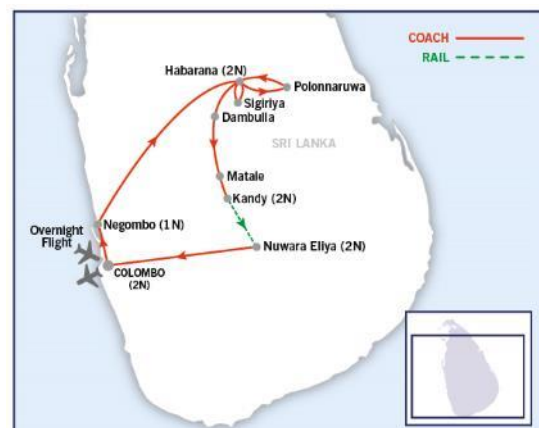 COACH
RAIL
Habarana (2N)
Polonnaruwa
Sigiriya
Dambulla
SRI LANKA
Matale
Kandy (2N)
Overnight
Flight
Negombo (1N)
Nuwara Eliya (2N)
COLOMBO
(2N)